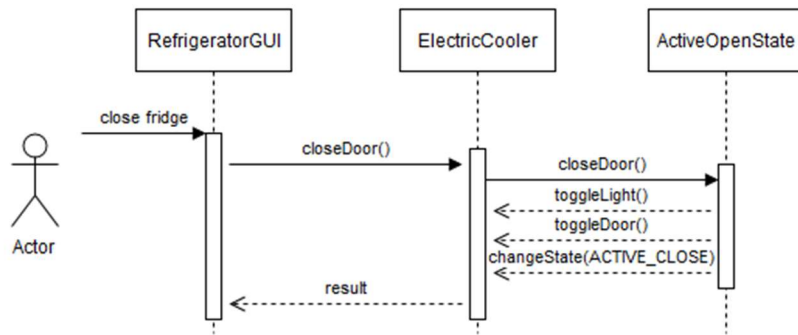 RefrigeratorGUI
ElectricCooler
ActiveOpenState
close fridge
closeDoor()
closeDoor()
toggleLight()
toggleDoor()
changeState(ACTIVE_CLOSE)
result
Actor